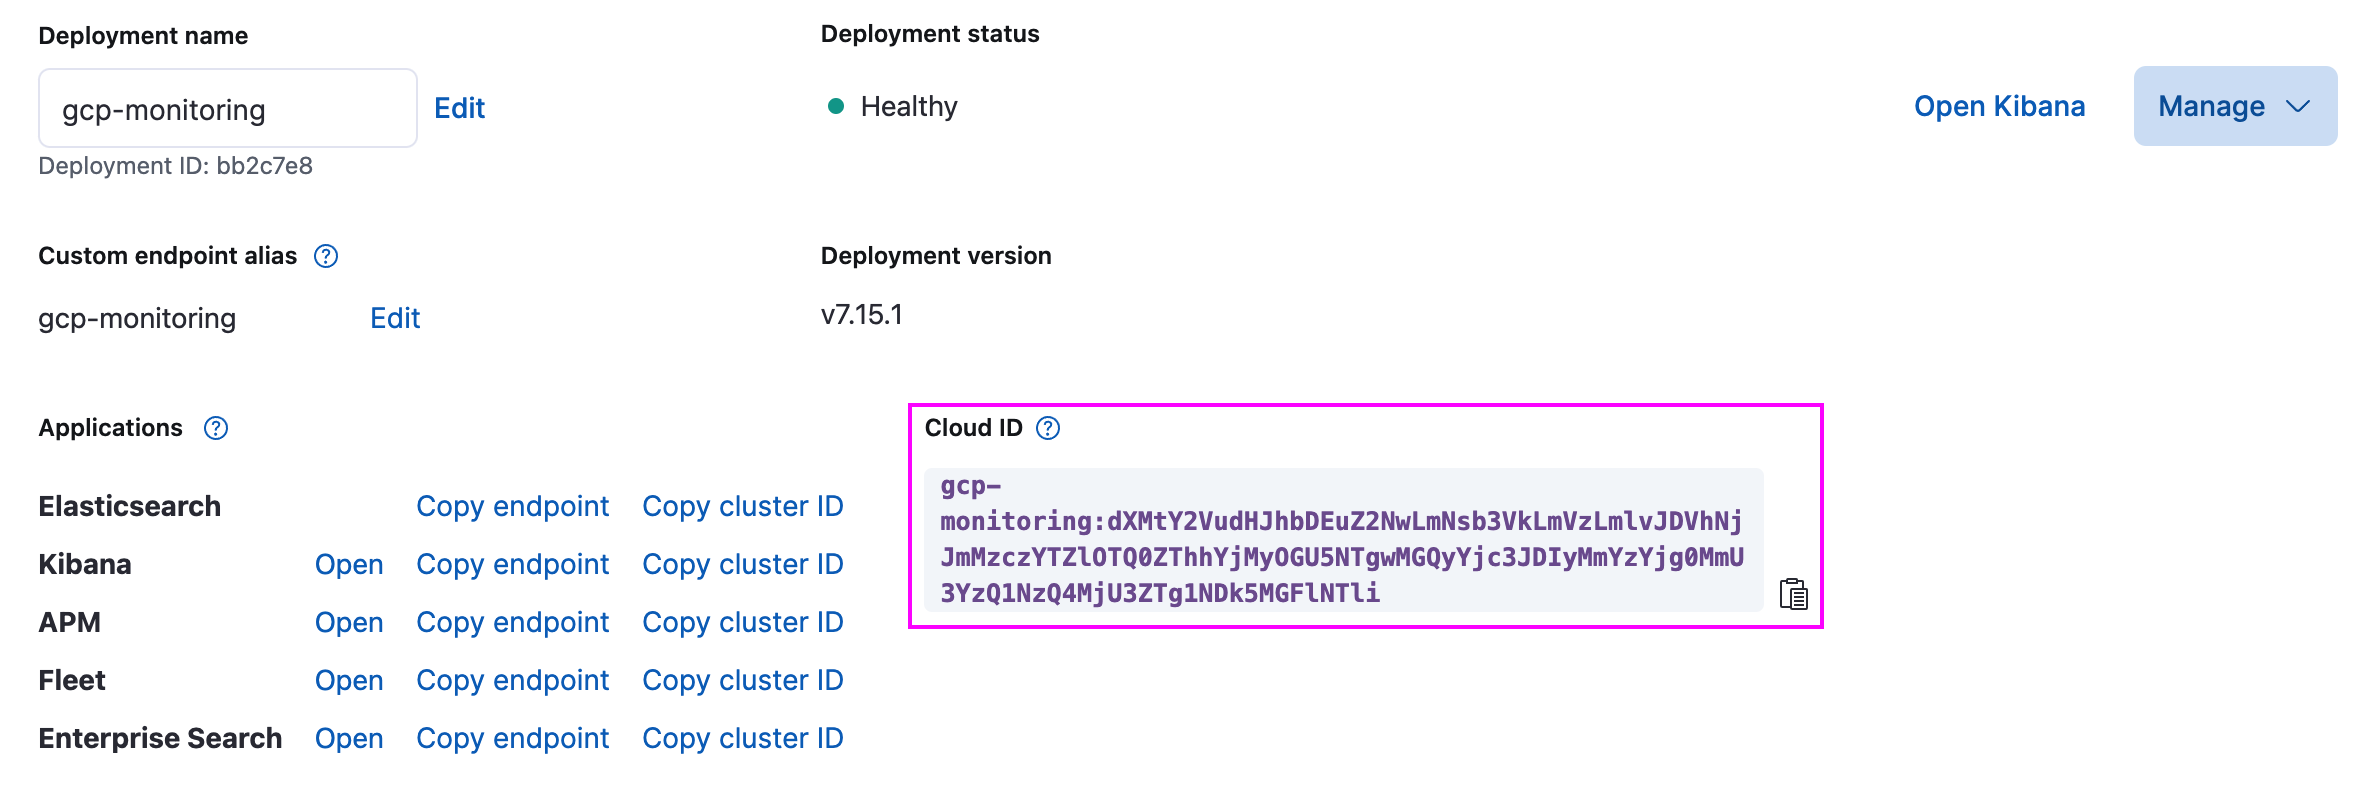 Deployment name
gcp-monitoring
Edit
Deployment ID: bb2c7e8
Deployment status
Healthy
Open Kibana
Manage
Custom endpoint alias
gcp-monitoring
Edit
Deployment version
v7.15.1
Applications
Elasticsearch Copy endpoint Copy cluster ID
Kibana Open Copy endpoint Copy cluster ID
APM Open Copy endpoint Copy cluster ID
Fleet Open Copy endpoint Copy cluster ID
Enterprise Search Open Copy endpoint Copy cluster ID
Cloud ID
gcp-
monitoring:dXMtY2VudHJhbDEuZ2NwLmNsb3VkLmVzLmlvJDVhNj
JmMzczYTZlOTQ0ZThhYjMyOGU5NTgwMGQyYjc3JDIyMmYzYjg0MmU
3YzQ1NzQ4MjU3ZTg1NDk5MGFlNTli